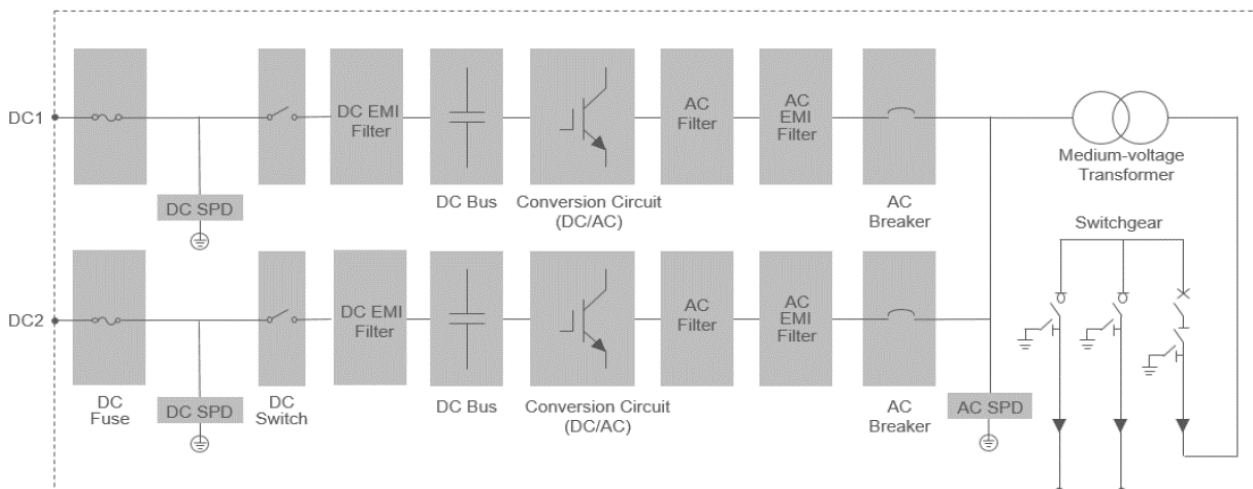 DC1
DC EMI
Filter
AC
Filter
AC
EMI
Filter
Medium-voltage
Transformer
DC SPD
DC Bus
Conversion Circuit
(DC/AC)
AC
Breaker
Switchgear
DC2
DC EMI
Filter
AC
Filter
AC
EMI
Filter
DC
Fuse
DC SPD
DC
Switch
DC Bus
Conversion Circuit
(DC/AC)
AC
Breaker
AC SPD